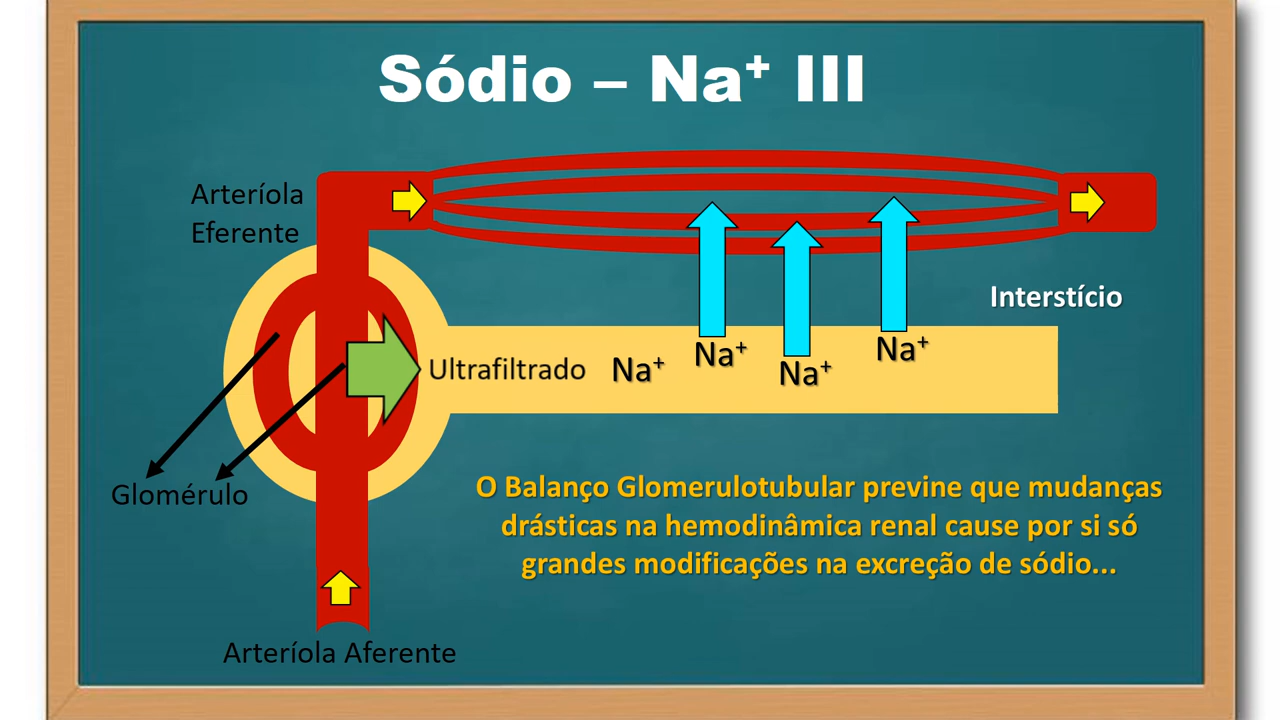 Sódio – Na⁺ III
Arteríola
Eferente
Interstício
Ultrafiltrado
Na⁺
Na⁺
Na⁺
Na⁺
Glomérulo
O Balanço Glomerulotubular previne que mudanças
drásticas na hemodinâmica renal cause por si só
grandes modificações na excreção de sódio...
Arteríola Aferente